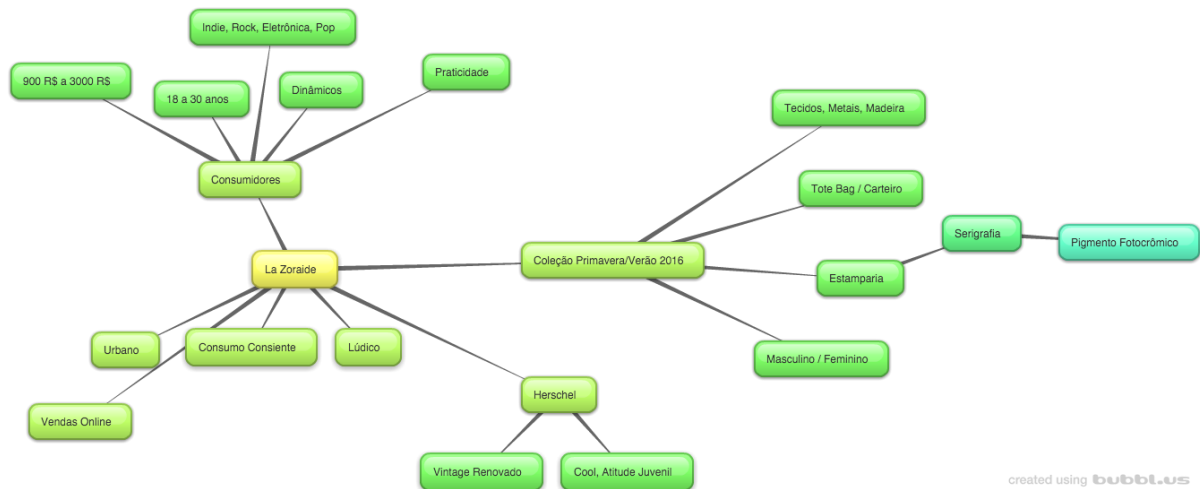 Indie, Rock, Eletrônica, Pop
900 R$ a 3000 R$
18 a 30 anos
Dinâmicos
Praticidade
Consumidores
Tecidos, Metais, Madeira
Tote Bag / Carteiro
Serigrafia
Pigmento Fotocrômico
La Zoraide
Coleção Primavera/Verão 2016
Estamparia
Urbano
Consumo Consiente
Lúdico
Masculino / Feminino
Herschel
Vendas Online
Vintage Renovado
Cool, Atitude Juvenil
created using bubbl.us